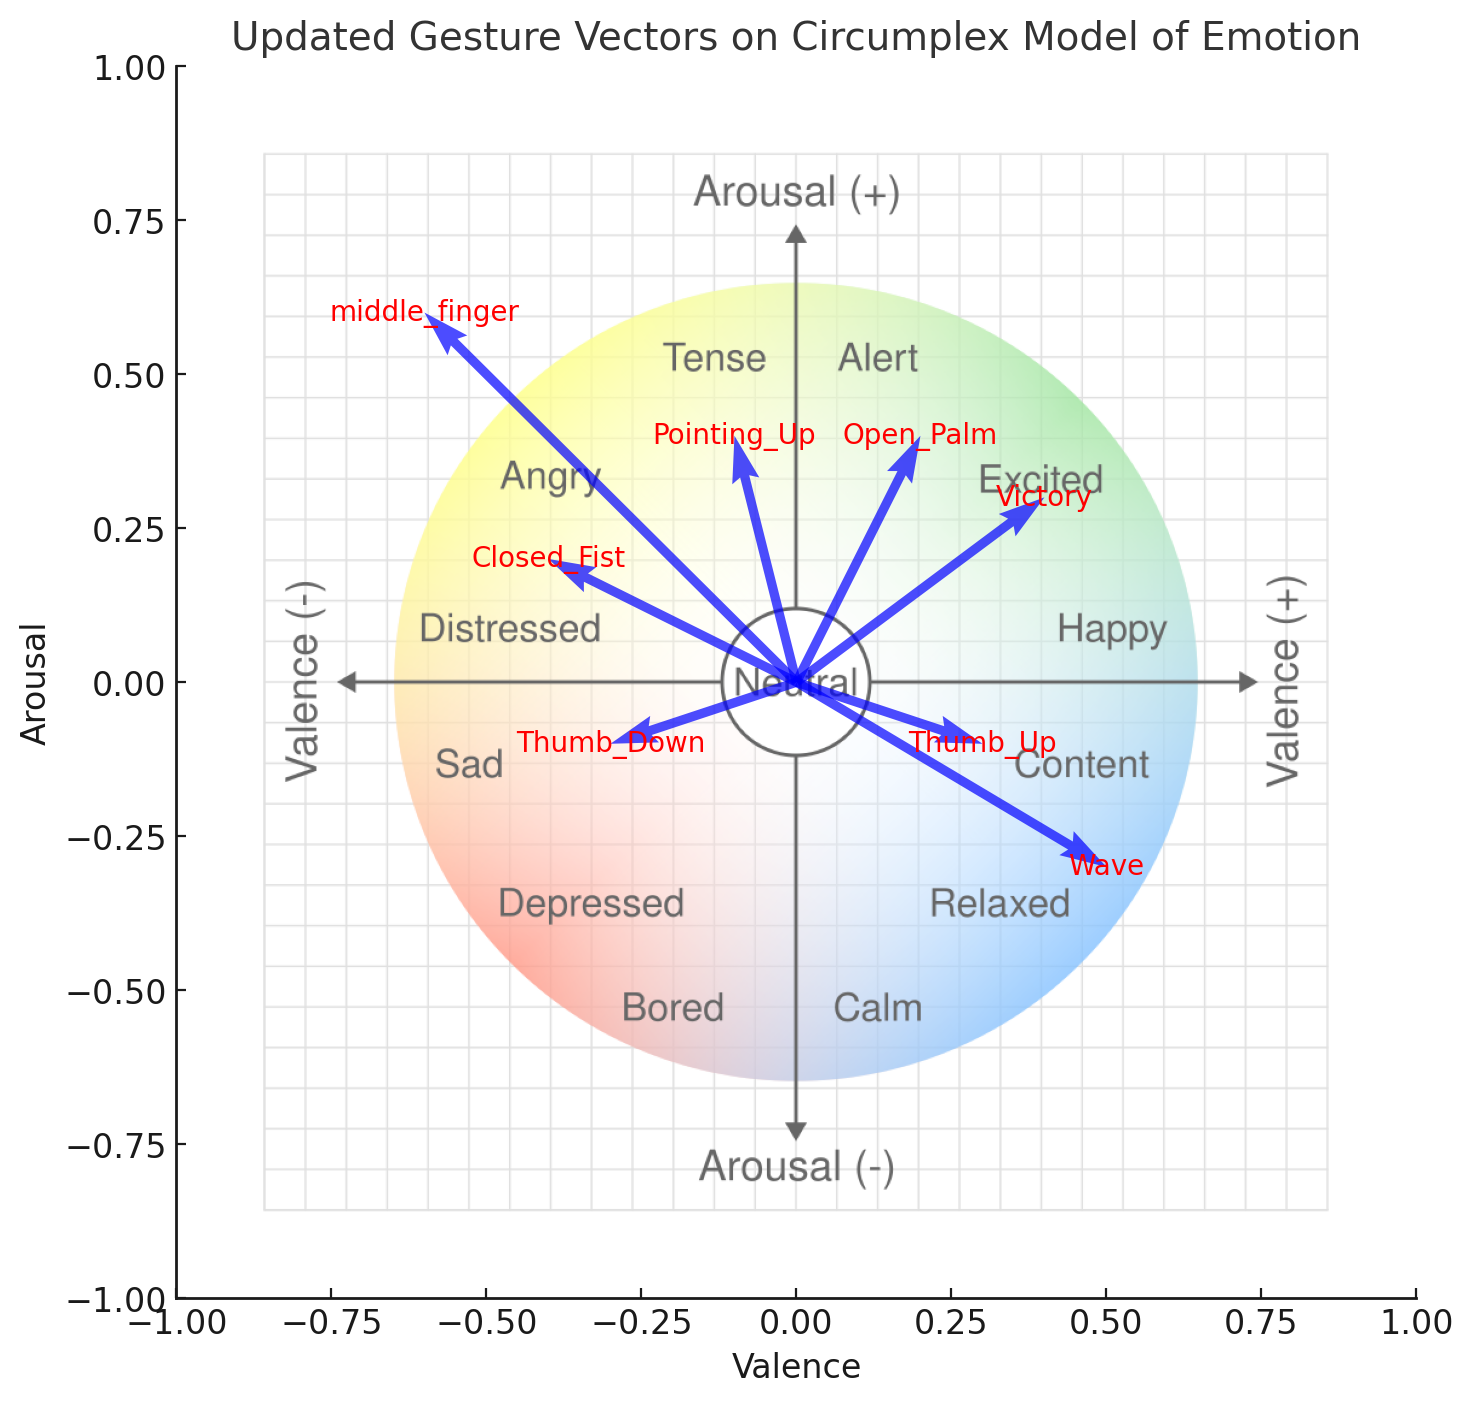 Updated Gesture Vectors on Circumplex Model of Emotion
1.00
0.75
0.50
0.25
0.00
−0.25
−0.50
−0.75
−1.00
Arousal
Arousal (+)
middle_finger
Tense
Alert
Pointing_Up
Open_Palm
Angry
Excited
Victory
Closed_Fist
Distressed
Happy
Valence (-)
Neutral
Valence (+)
Thumb_Down
Thumb_Up
Sad
Content
Wave
Depressed
Relaxed
Bored
Calm
Arousal (-)
−1.00
−0.75
−0.50
−0.25
0.00
0.25
0.50
0.75
1.00
Valence